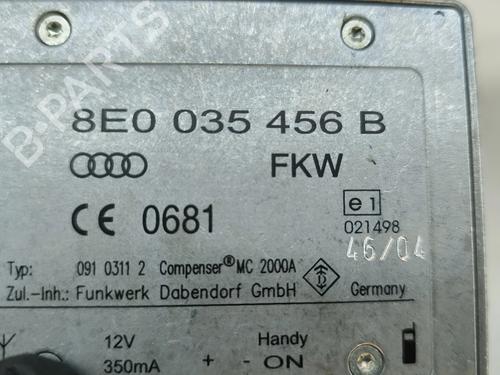 B-PARTS
8E0 035 456 B
FKW
CE 0681
e1
021498
46/04
Typ: 091 0311 2 Compenser® MC 2000A
Zul.-Inh.: Funkwerk Dabendorf GmbH Germany
12V Handy
350mA + - ON